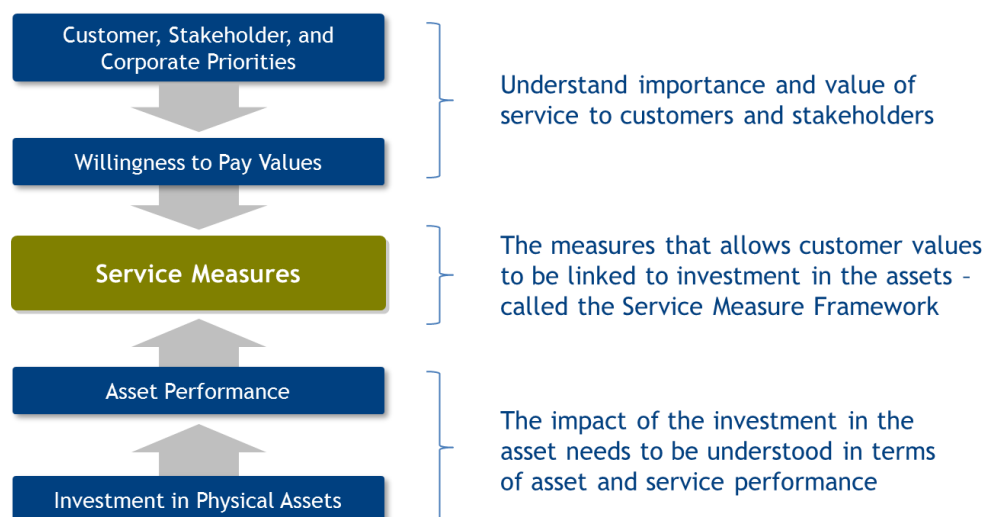 Customer, Stakeholder, and
Corporate Priorities
Understand importance and value of
service to customers and stakeholders
Willingness to Pay Values
Service Measures
The measures that allows customer values
to be linked to investment in the assets –
called the Service Measure Framework
Asset Performance
The impact of the investment in the
asset needs to be understood in terms
of asset and service performance
Investment in Physical Assets